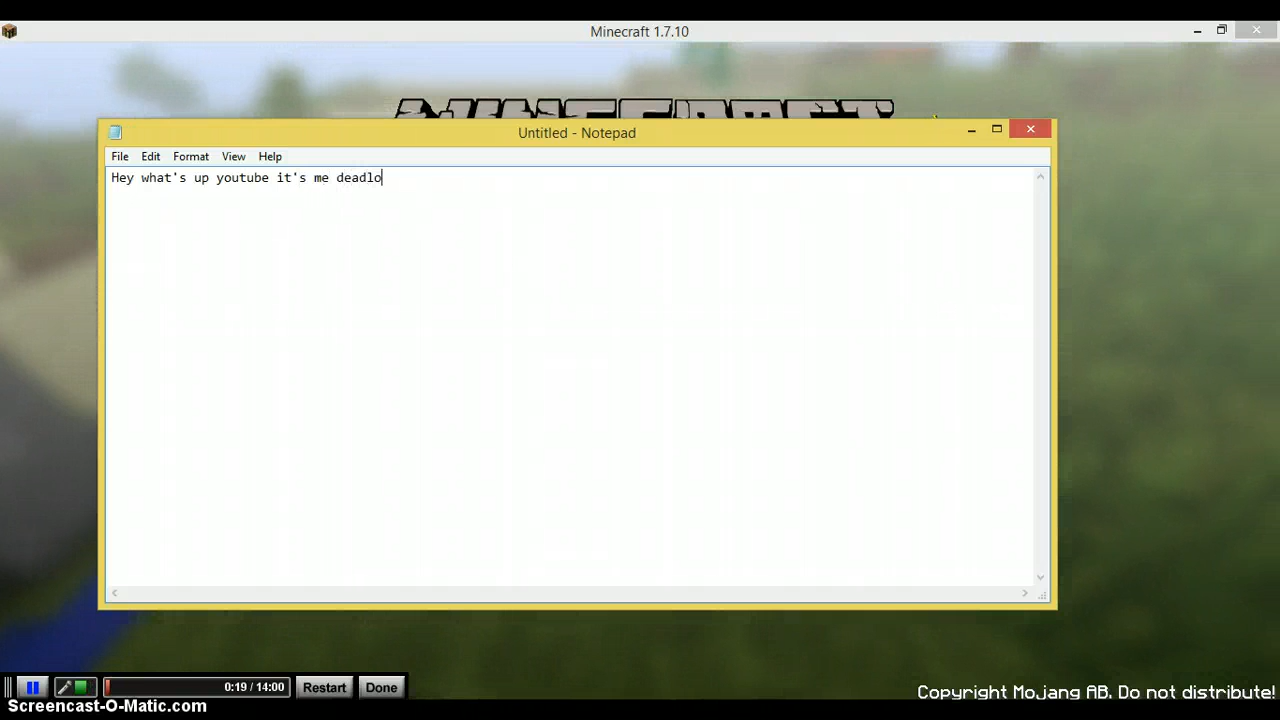 Minecraft 1.7.10
MINECRAFT
Untitled - Notepad
File Edit Format View Help
Hey what's up youtube it's me deadlo
0:19 / 14:00 Restart Done
Screencast-O-Matic.com
Copyright Mojang AB. Do not distribute!